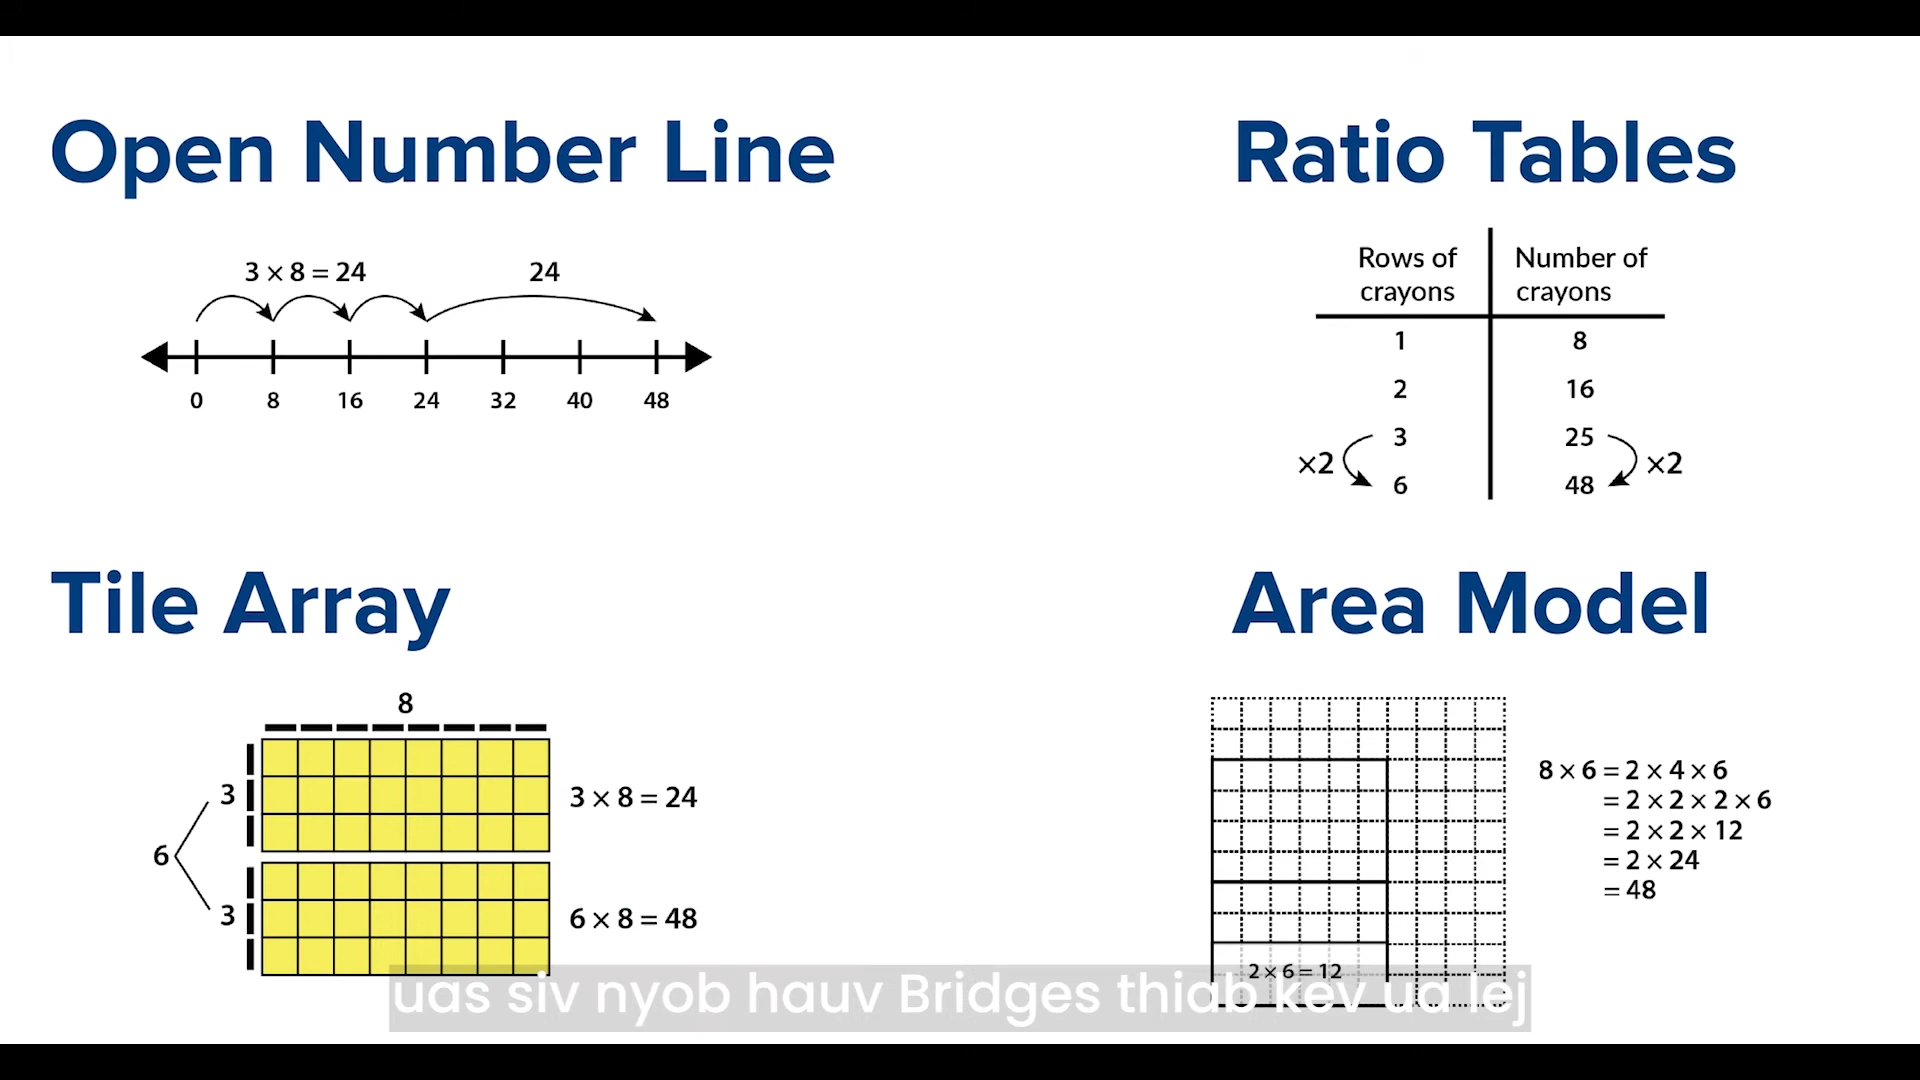 Open Number Line
3 × 8 = 24
24
0 8 16 24 32 40 48
Ratio Tables
Rows of crayons
Number of crayons
1 8
2 16
3 25
×2 ×2
6 48
Tile Array
8
3
3 × 8 = 24
6
3
6 × 8 = 48
Area Model
8 × 6 = 2 × 4 × 6
= 2 × 2 × 2 × 6
= 2 × 2 × 12
= 2 × 24
= 48
2 × 6 = 12
uas siv nyob hauv Bridges thiab kev ua lej